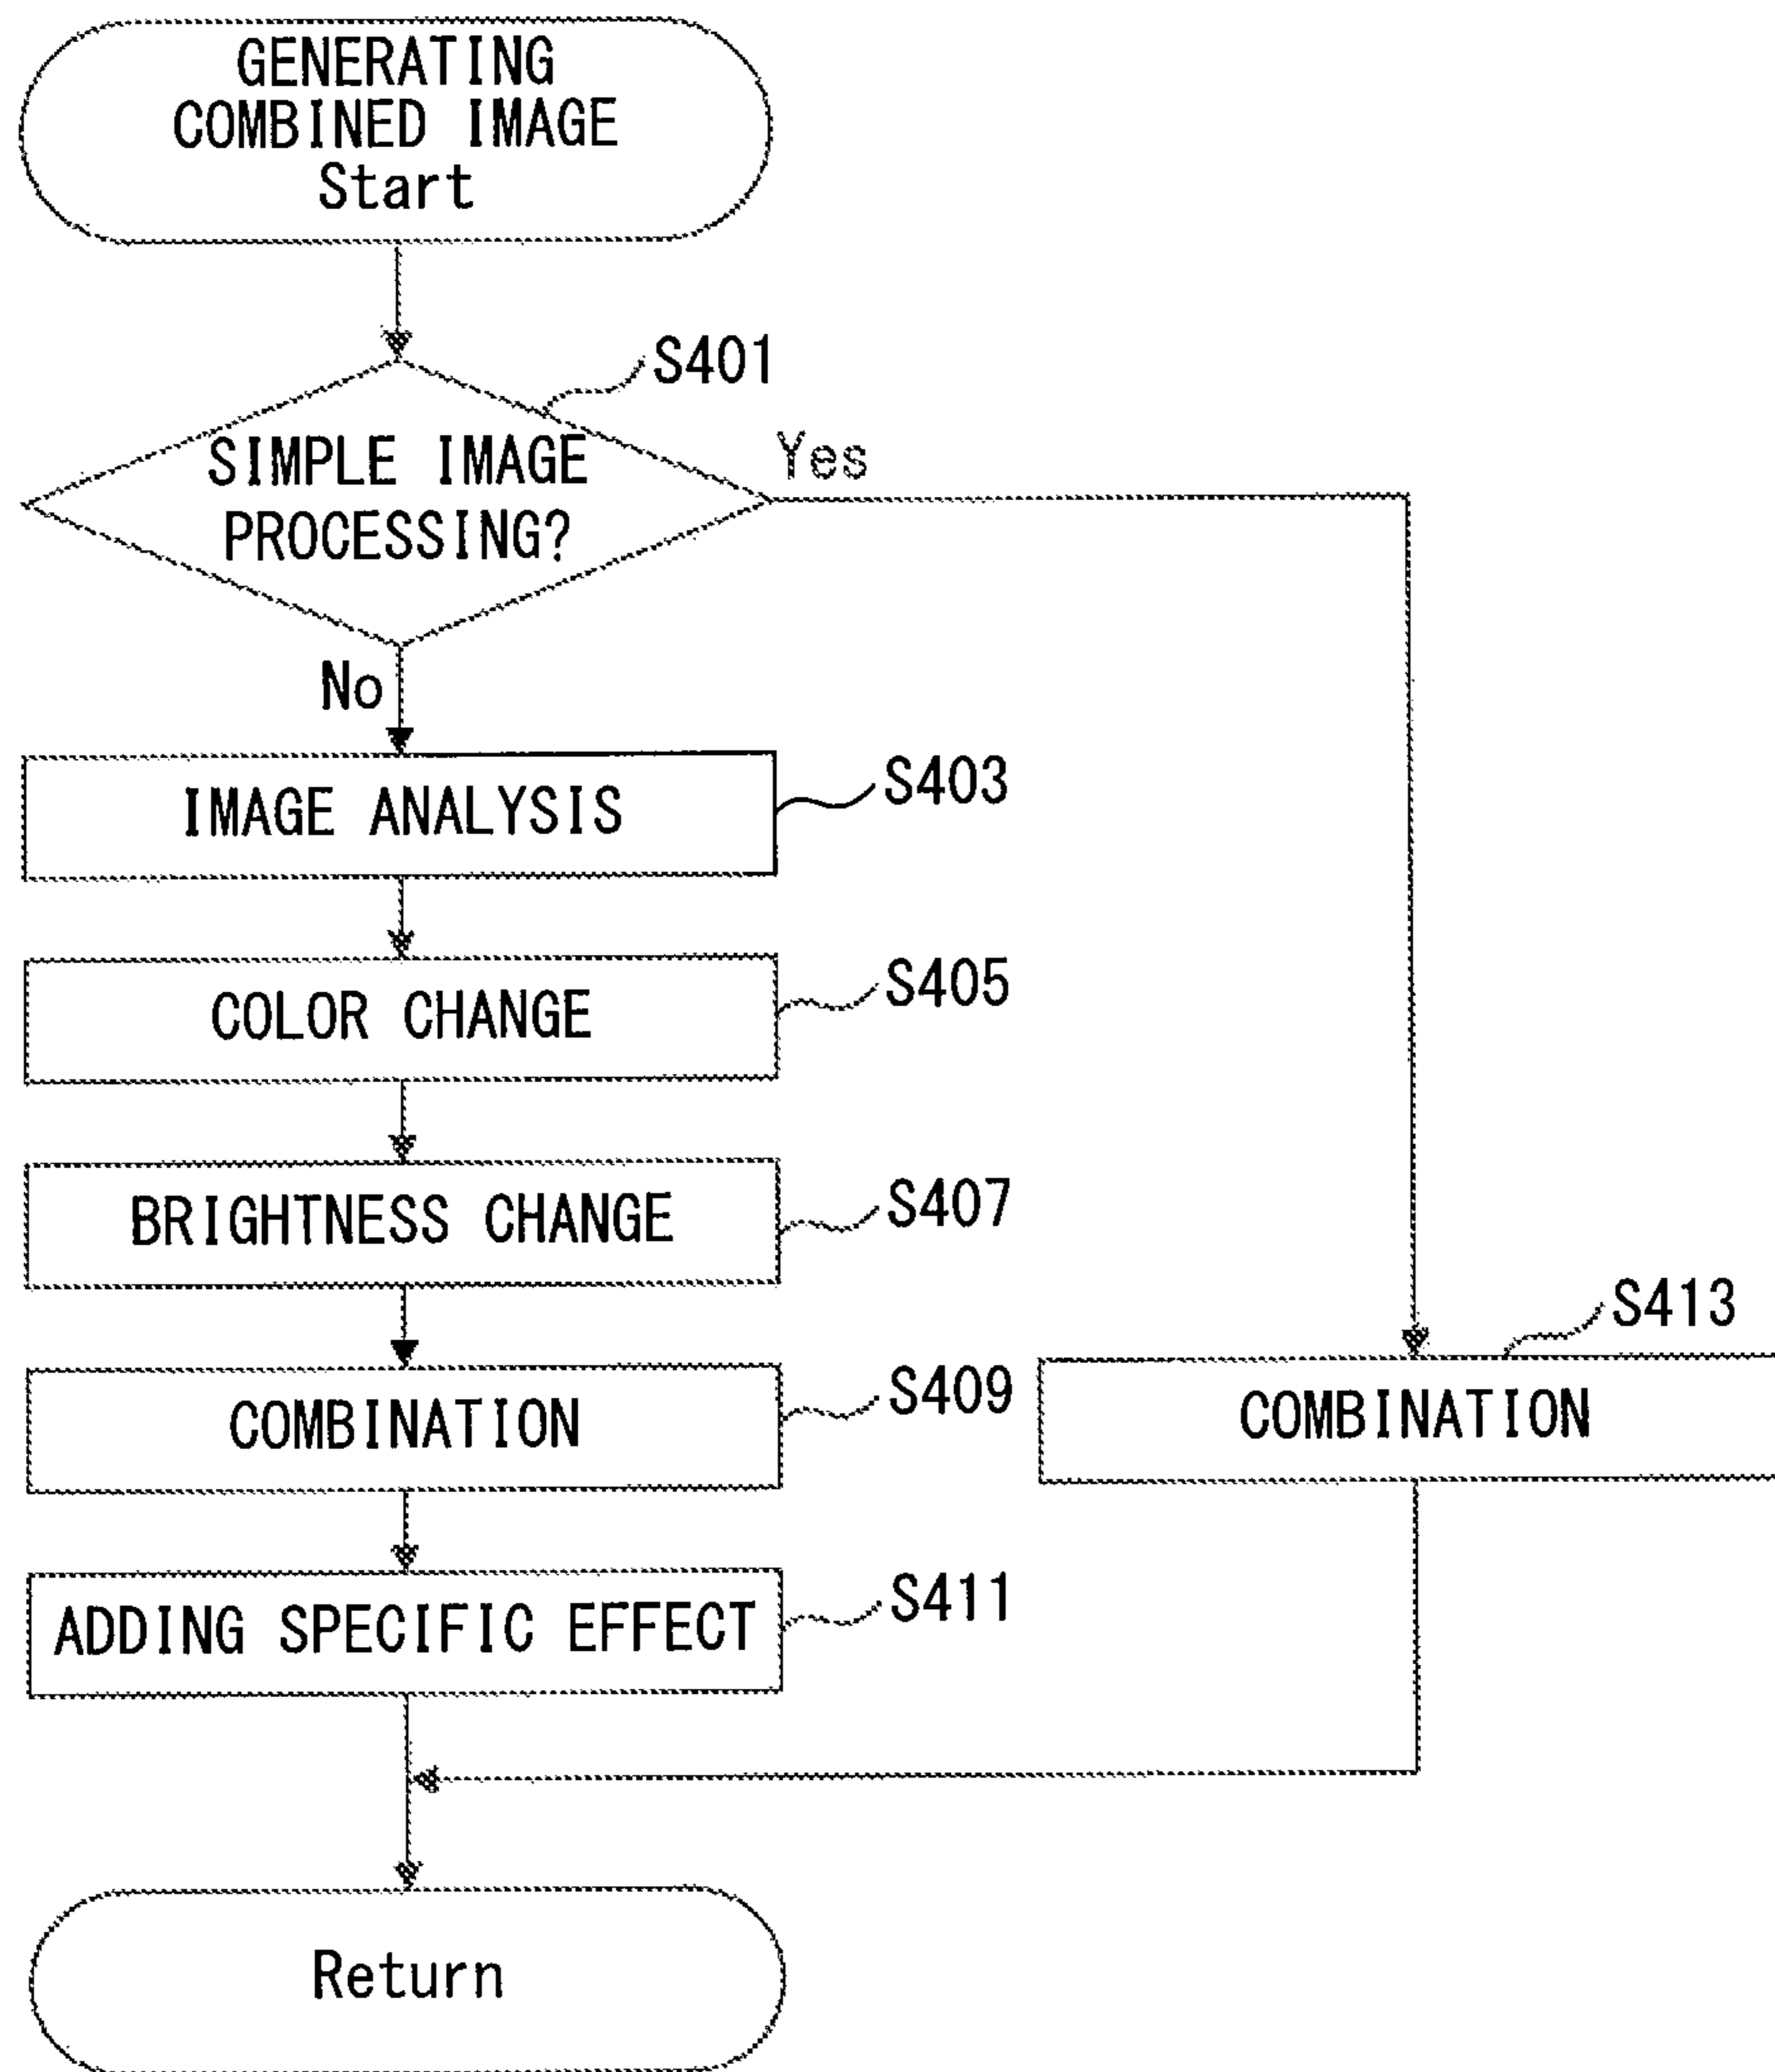 GENERATING
COMBINED IMAGE
Start
S401
SIMPLE IMAGE
PROCESSING?
Yes
No
IMAGE ANALYSIS
S403
COLOR CHANGE
S405
BRIGHTNESS CHANGE
S407
COMBINATION
S409
S413
COMBINATION
ADDING SPECIFIC EFFECT
S411
Return